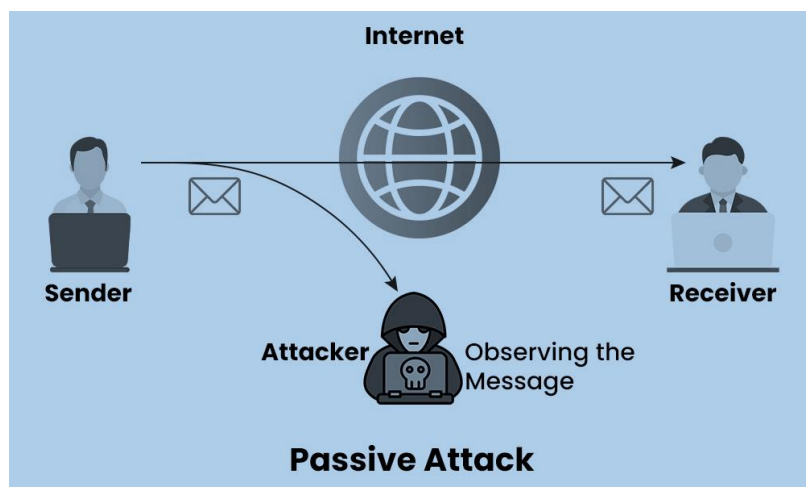 Internet
Sender
Receiver
Attacker
Observing the
Message
Passive Attack